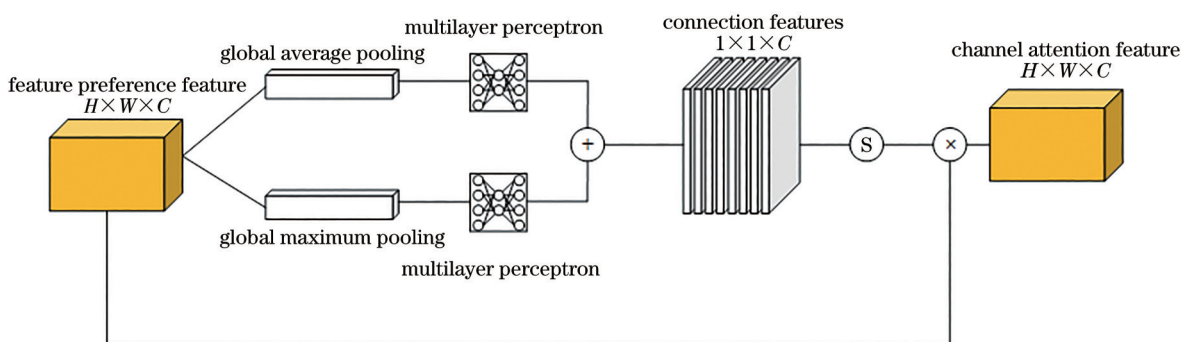 feature preference feature
H×W×C
global average pooling
multilayer perceptron
global maximum pooling
multilayer perceptron
+
connection features
1×1×C
S
×
channel attention feature
H×W×C